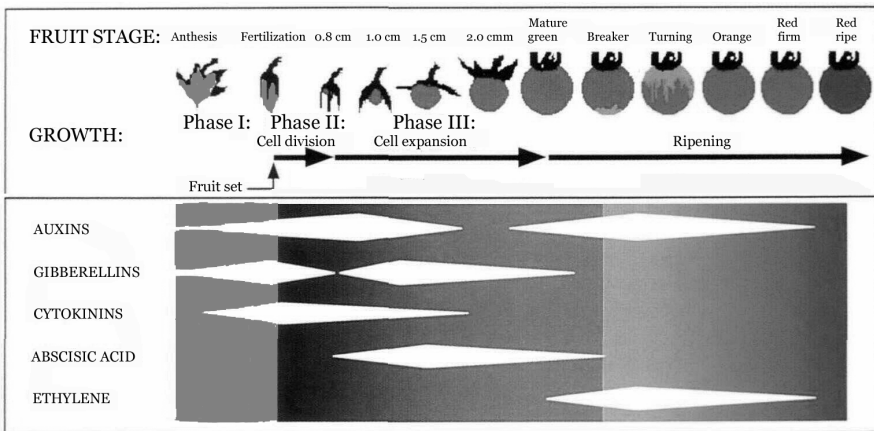 FRUIT STAGE: Anthesis Fertilization 0.8 cm 1.0 cm 1.5 cm 2.0 cmm Mature green Breaker Turning Orange Red firm Red ripe
GROWTH: Phase I: Phase II: Phase III:
Cell division Cell expansion Ripening
Fruit set
AUXINS
GIBBERELLINS
CYTOKININS
ABSCISIC ACID
ETHYLENE